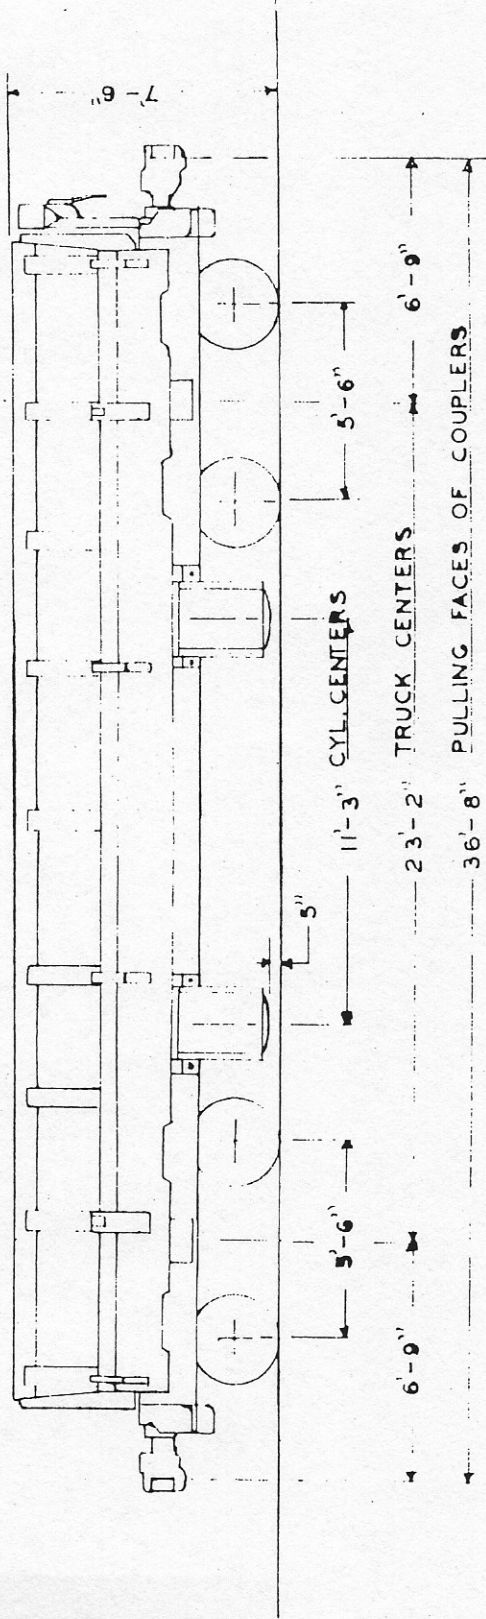 7'-6"
5"
5'-6"
11'-3" CYL. CENTERS
5'-6"
6'-9"
23'-2" TRUCK CENTERS
6'-9"
36'-8" PULLING FACES OF COUPLERS